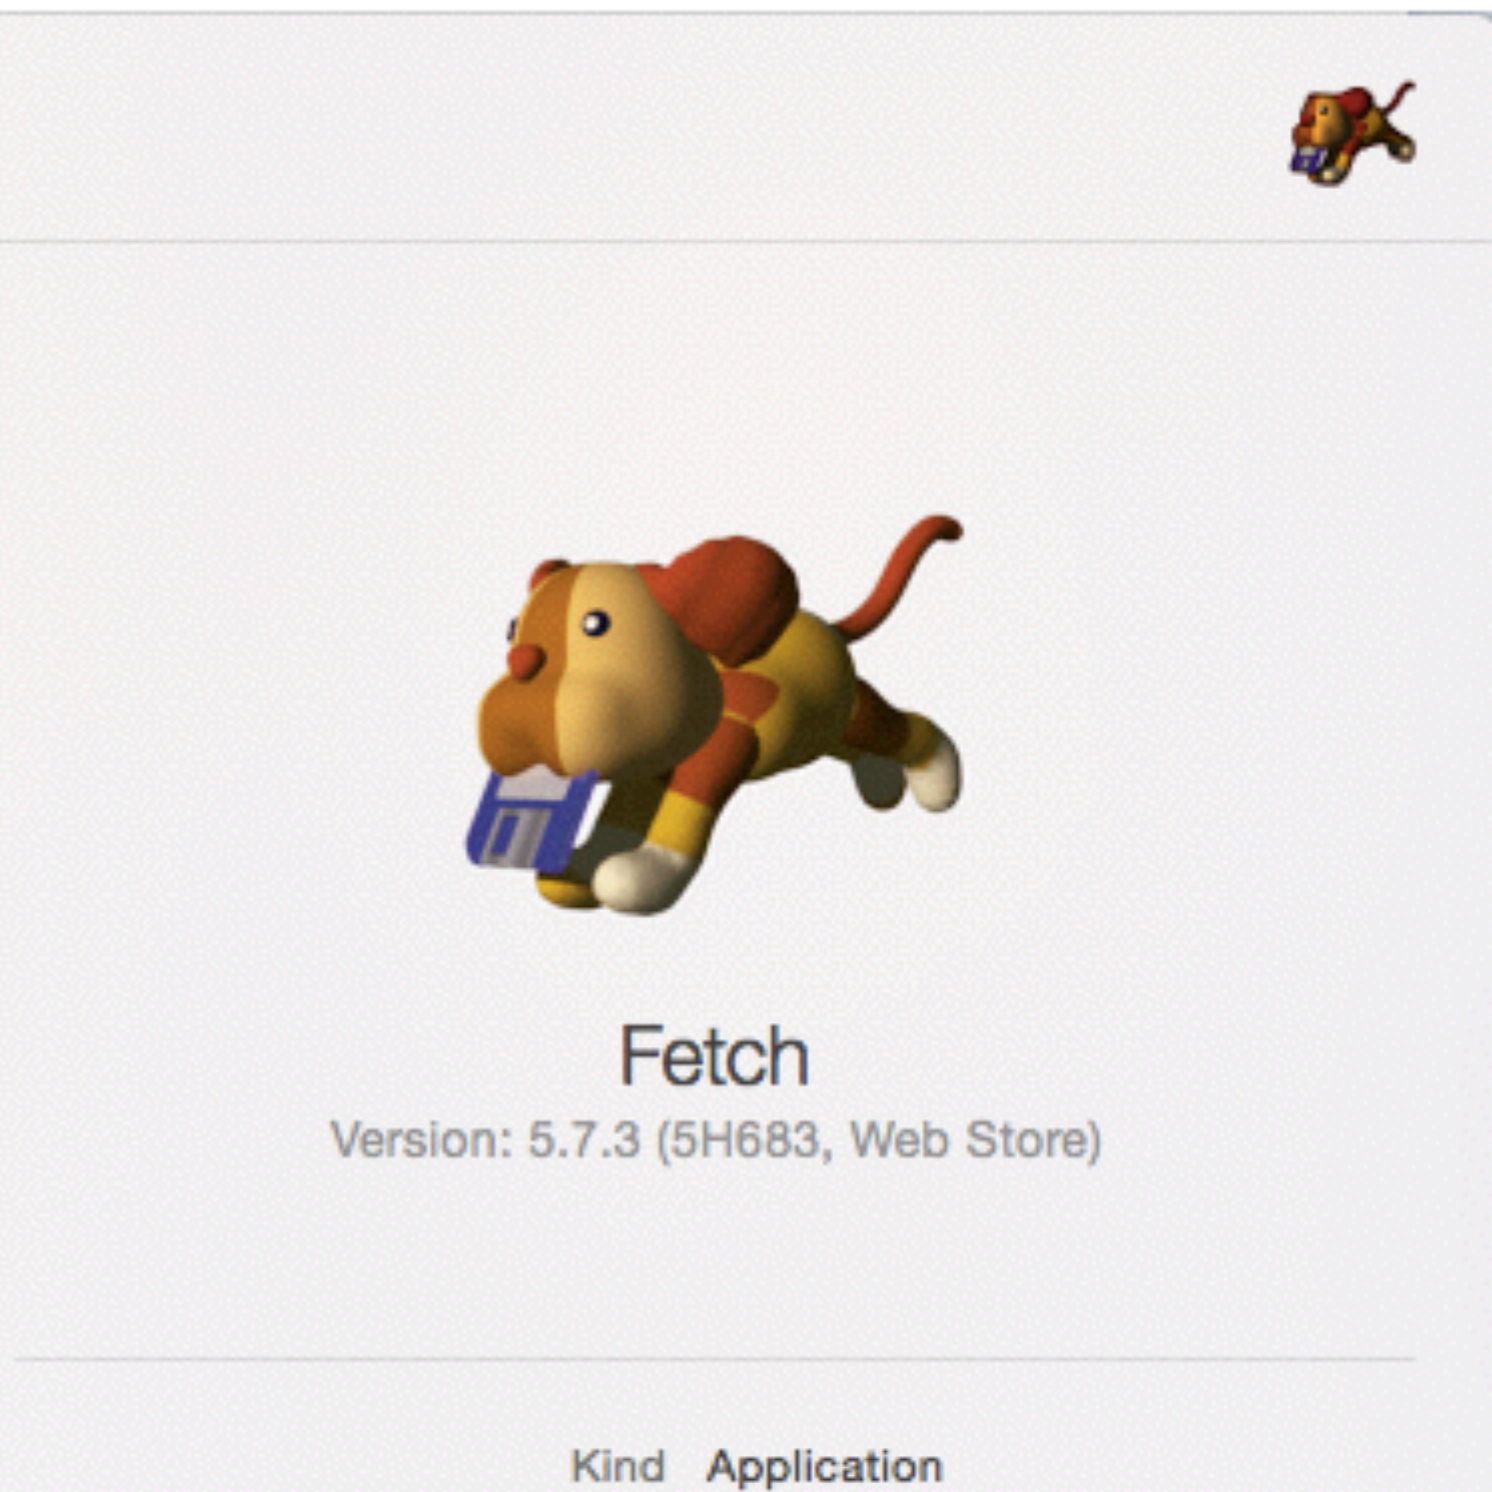 Fetch
Version: 5.7.3 (5H683, Web Store)
Kind Application